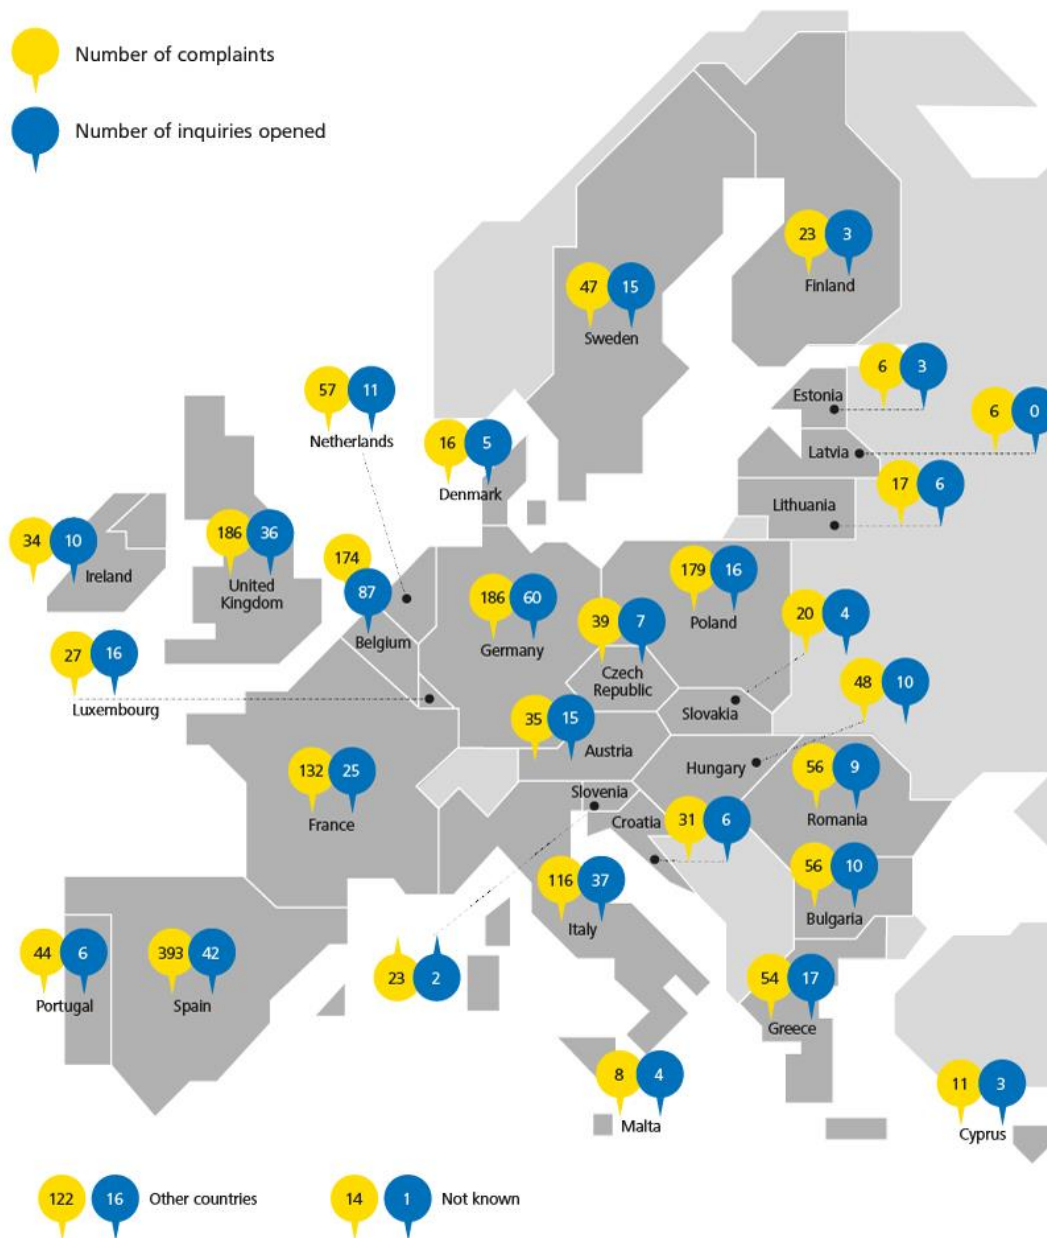 Number of complaints
Number of inquiries opened
23 3
Finland
47 15
Sweden
57 11
Netherlands
6 3
Estonia
6 0
Latvia
16 5
Denmark
17 6
Lithuania
34 10
Ireland
186 36
United
Kingdom
174
87
Belgium
186 60
Germany
179 16
Poland
39 7
Czech
Republic
20 4
Slovakia
27 16
Luxembourg
48 10
Hungary
35 15
Austria
132 25
France
Slovenia
23 2
Croatia
31 6
56 9
Romania
116 37
Italy
56 10
Bulgaria
44 6
Portugal
393 42
Spain
54 17
Greece
8 4
Malta
11 3
Cyprus
122 16 Other countries
14 1 Not known